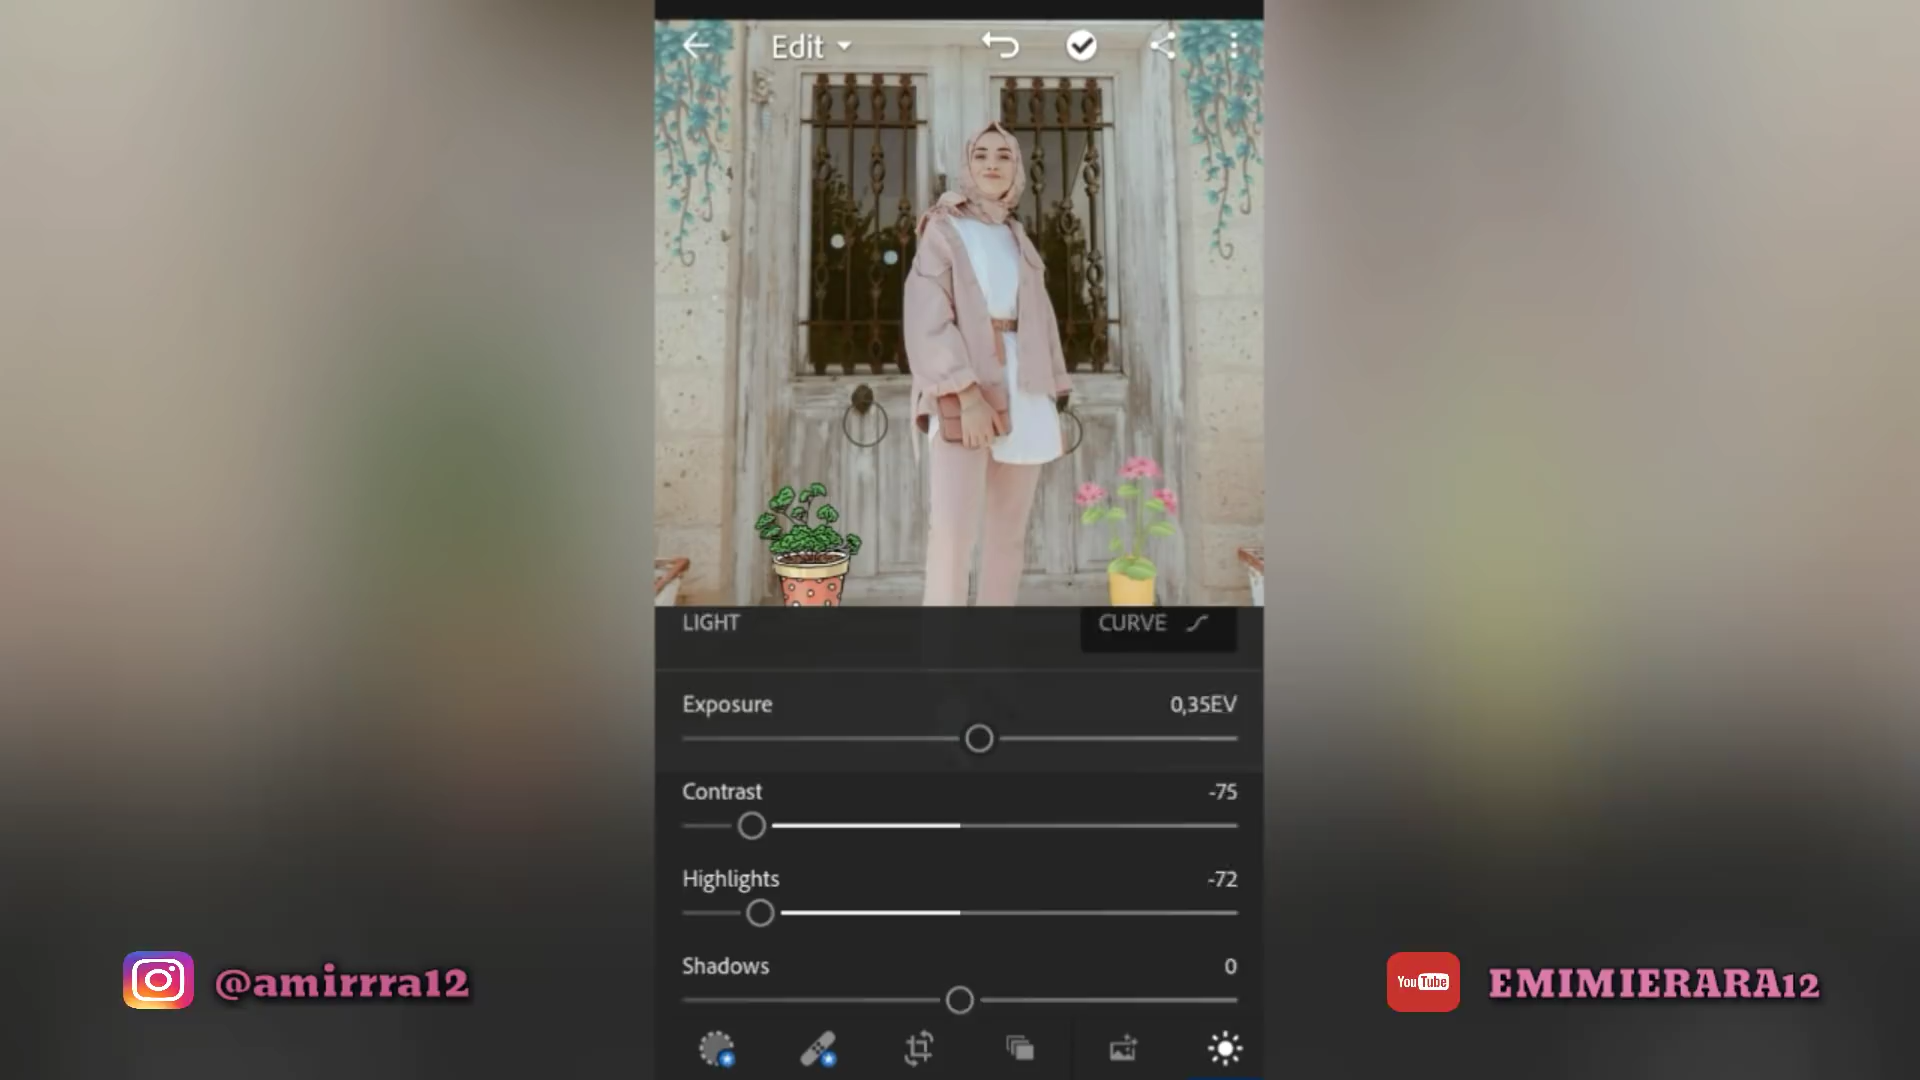 Edit
LIGHT
CURVE
Exposure
0,35EV
Contrast
-75
Highlights
-72
Shadows
0
@amirrra12
YouTube
EMIMIERARA12